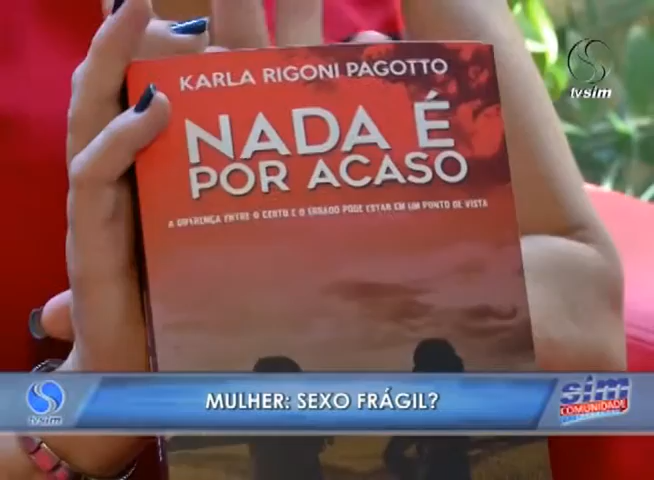 KARLA RIGONI PAGOTTO
NADA É
POR ACASO
A DIFERENÇA ENTRE O CERTO E O ERRADO PODE ESTAR EM UM PONTO DE VISTA
tvsim
tvsim
MULHER: SEXO FRÁGIL?
sim
COMUNIDADE